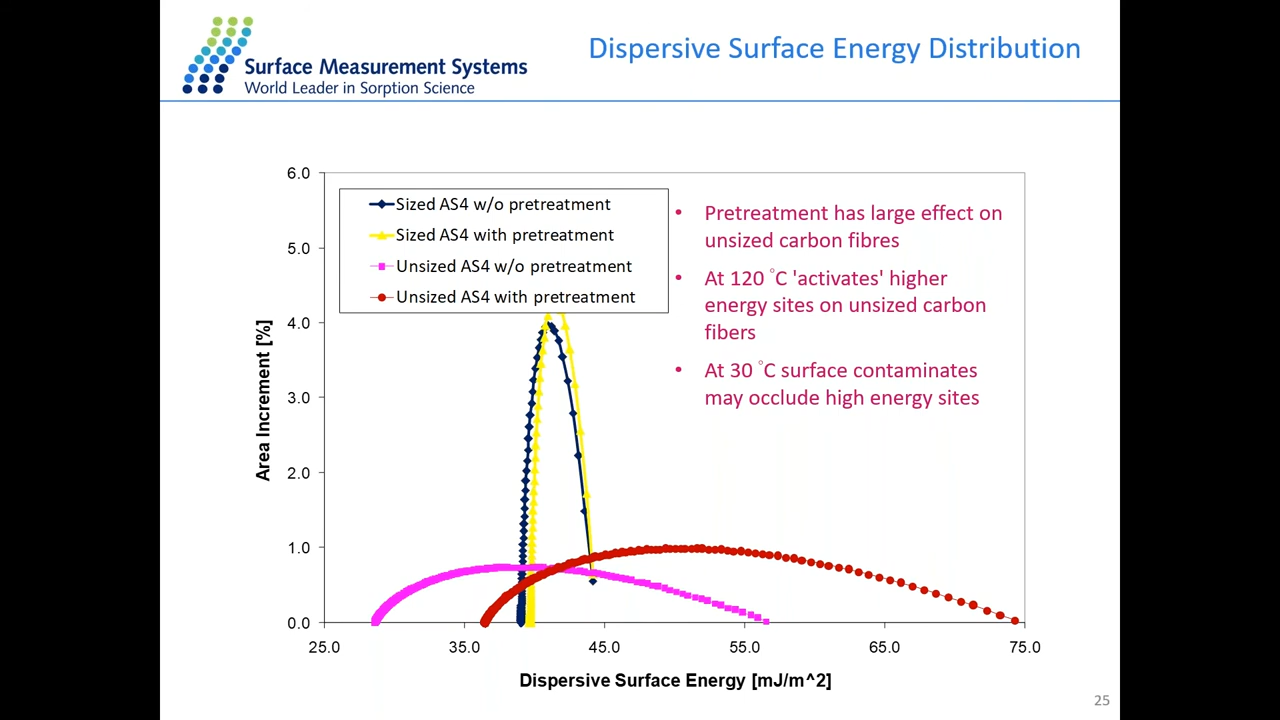 Surface Measurement Systems
World Leader in Sorption Science
Dispersive Surface Energy Distribution
6.0
5.0
4.0
3.0
2.0
1.0
0.0
Area Increment [%]
Sized AS4 w/o pretreatment
Sized AS4 with pretreatment
Unsized AS4 w/o pretreatment
Unsized AS4 with pretreatment
• Pretreatment has large effect on
unsized carbon fibres
• At 120 °C 'activates' higher
energy sites on unsized carbon
fibers
• At 30 °C surface contaminates
may occlude high energy sites
25.0 35.0 45.0 55.0 65.0 75.0
Dispersive Surface Energy [mJ/m^2]
25